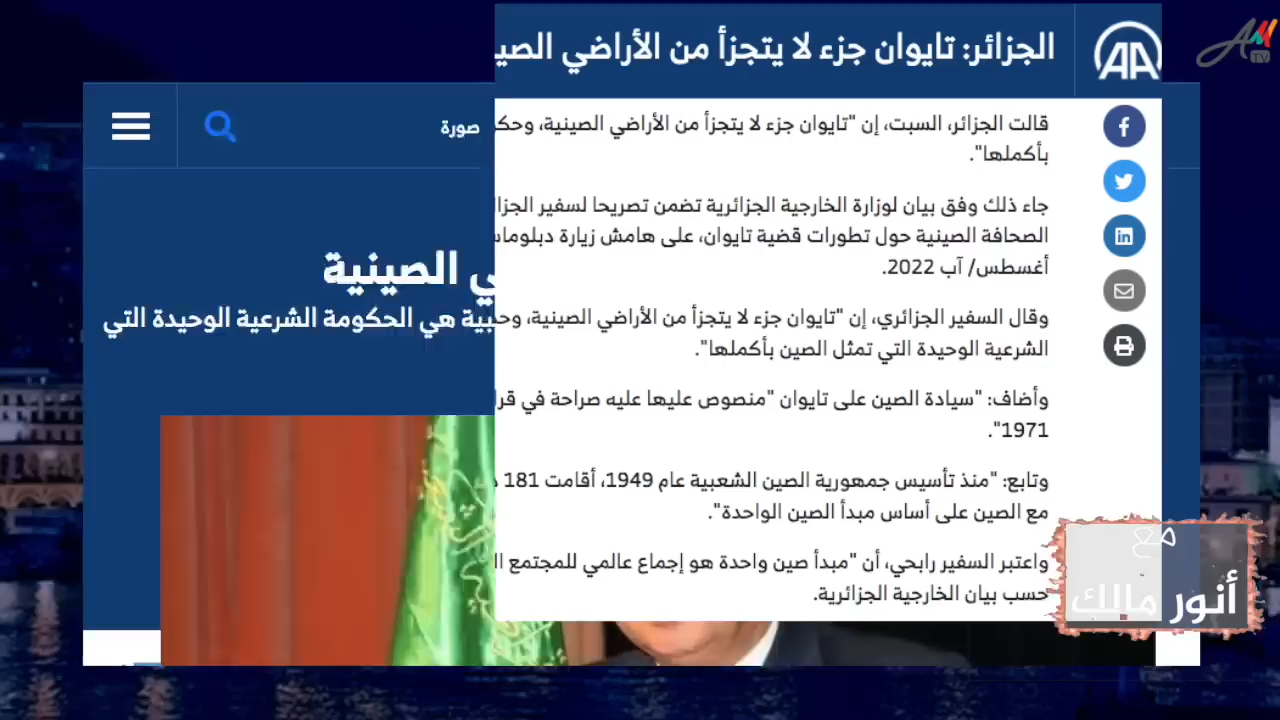 الجزائر: تايوان جزء لا يتجزأ من الأراضي الصي
AA
AM
TV
صورة
قالت الجزائر، السبت، إن "تايوان جزء لا يتجزأ من الأراضي الصينية، وحك
بأكملها".
جاء ذلك وفق بيان لوزارة الخارجية الجزائرية تضمن تصريحا لسفير الجزا
الصحافة الصينية حول تطورات قضية تايوان، على هامش زيارة دبلوما
أغسطس/ آب 2022.
وقال السفير الجزائري، إن "تايوان جزء لا يتجزأ من الأراضي الصينية، وح
الشرعية الوحيدة التي تمثل الصين بأكملها".
وأضاف: "سيادة الصين على تايوان "منصوص عليها عليه صراحة في قرا
1971".
وتابع: "منذ تأسيس جمهورية الصين الشعبية عام 1949، أقامت 181
مع الصين على أساس مبدأ الصين الواحدة".
واعتبر السفير رابحي، أن "مبدأ صين واحدة هو إجماع عالمي للمجتمع ال
حسب بيان الخارجية الجزائرية.
ي الصينية
بية هي الحكومة الشرعية الوحيدة التي
مع
أنور مالك